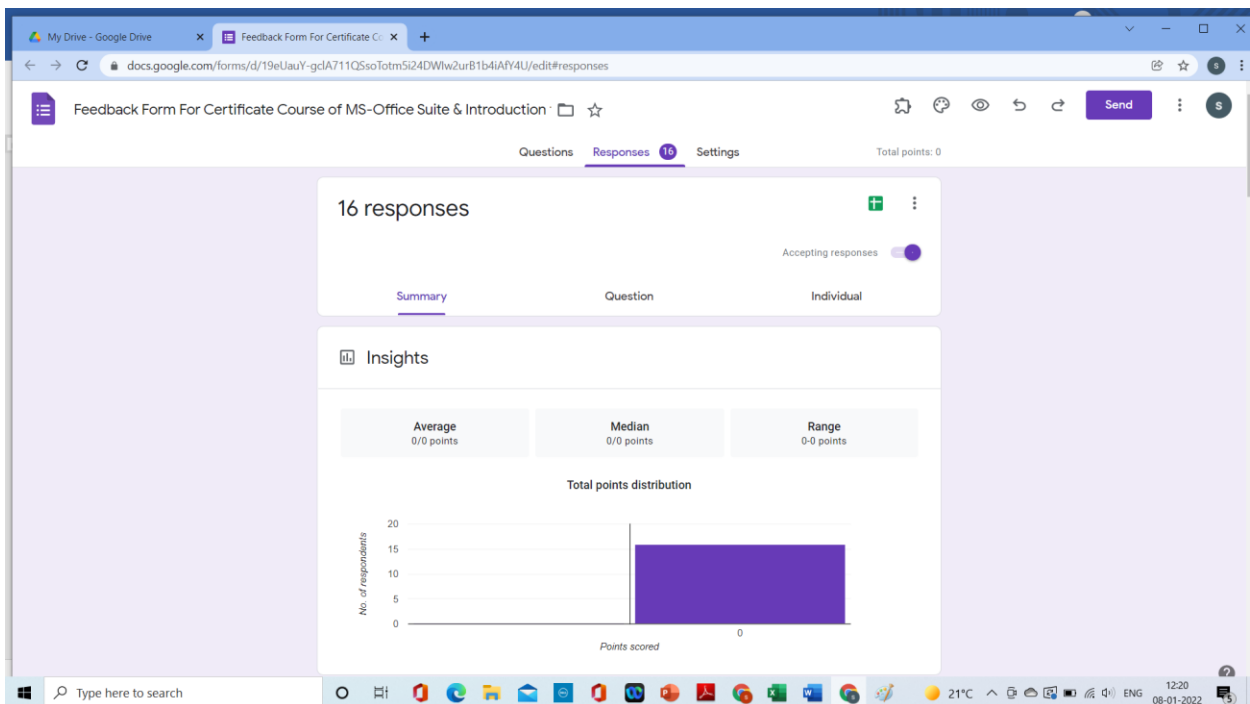 My Drive - Google Drive
Feedback Form For Certificate Co
docs.google.com/forms/d/19eUauY-gclA711QSsoTotm5i24DWIw2urB1b4iAfY4U/edit#responses
S
Feedback Form For Certificate Course of MS-Office Suite & Introduction
Send
S
Questions Responses 16 Settings Total points: 0
16 responses
Accepting responses
Summary Question Individual
Insights
Average Median Range
0/0 points 0/0 points 0-0 points
Total points distribution
20
15
10
5
0
No. of respondents
0
Points scored
Type here to search
21°C ENG 12:20
08-01-2022
5